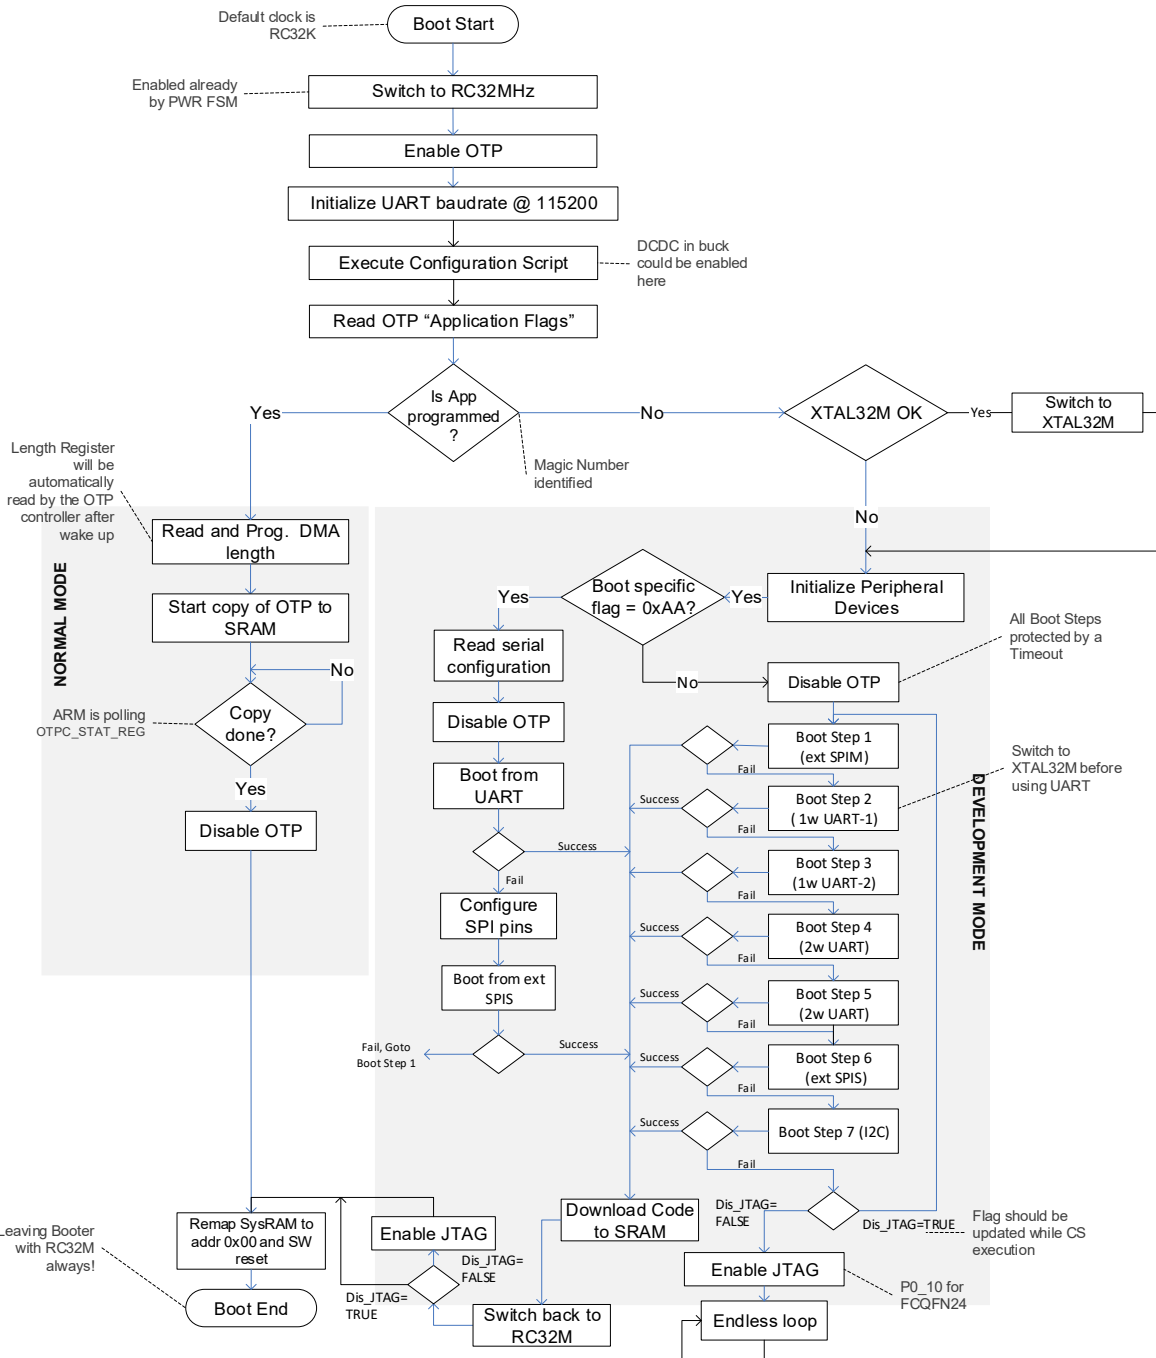 Default clock is
RC32K
Boot Start
Enabled already
by PWR FSM
Switch to RC32MHz
Enable OTP
Initialize UART baudrate @ 115200
Execute Configuration Script
DCDC in buck
could be enabled
here
Read OTP “Application Flags”
Is App
programmed
?
Yes
No
XTAL32M OK
Yes
Switch to
XTAL32M
Magic Number
identified
Length Register
will be
automatically
read by the OTP
controller after
wake up
No
NORMAL MODE
Read and Prog. DMA
length
Start copy of OTP to
SRAM
No
Copy
done?
ARM is polling
OTPC_STAT_REG
Yes
Disable OTP
Initialize Peripheral
Devices
Yes
Boot specific
flag = 0xAA?
Yes
No
Read serial
configuration
Disable OTP
Boot from
UART
Success
Fail
Configure
SPI pins
Boot from ext
SPIS
Success
Fail, Goto
Boot Step 1
All Boot Steps
protected by a
Timeout
Disable OTP
Boot Step 1
(ext SPIM)
Fail
Switch to
XTAL32M before
using UART
DEVELOPMENT MODE
Boot Step 2
( 1w UART-1)
Success
Fail
Boot Step 3
(1w UART-2)
Fail
Boot Step 4
(2w UART)
Success
Fail
Boot Step 5
(2w UART)
Success
Fail
Boot Step 6
(ext SPIS)
Success
Fail
Boot Step 7 (I2C)
Success
Fail
Dis_JTAG=
FALSE
Dis_JTAG=TRUE
Flag should be
updated while CS
execution
Download Code
to SRAM
Enable JTAG
P0_10 for
FCQFN24
Endless loop
Switch back to
RC32M
Dis_JTAG=
FALSE
Dis_JTAG=
TRUE
Enable JTAG
Remap SysRAM to
addr 0x00 and SW
reset
Leaving Booter
with RC32M
always!
Boot End